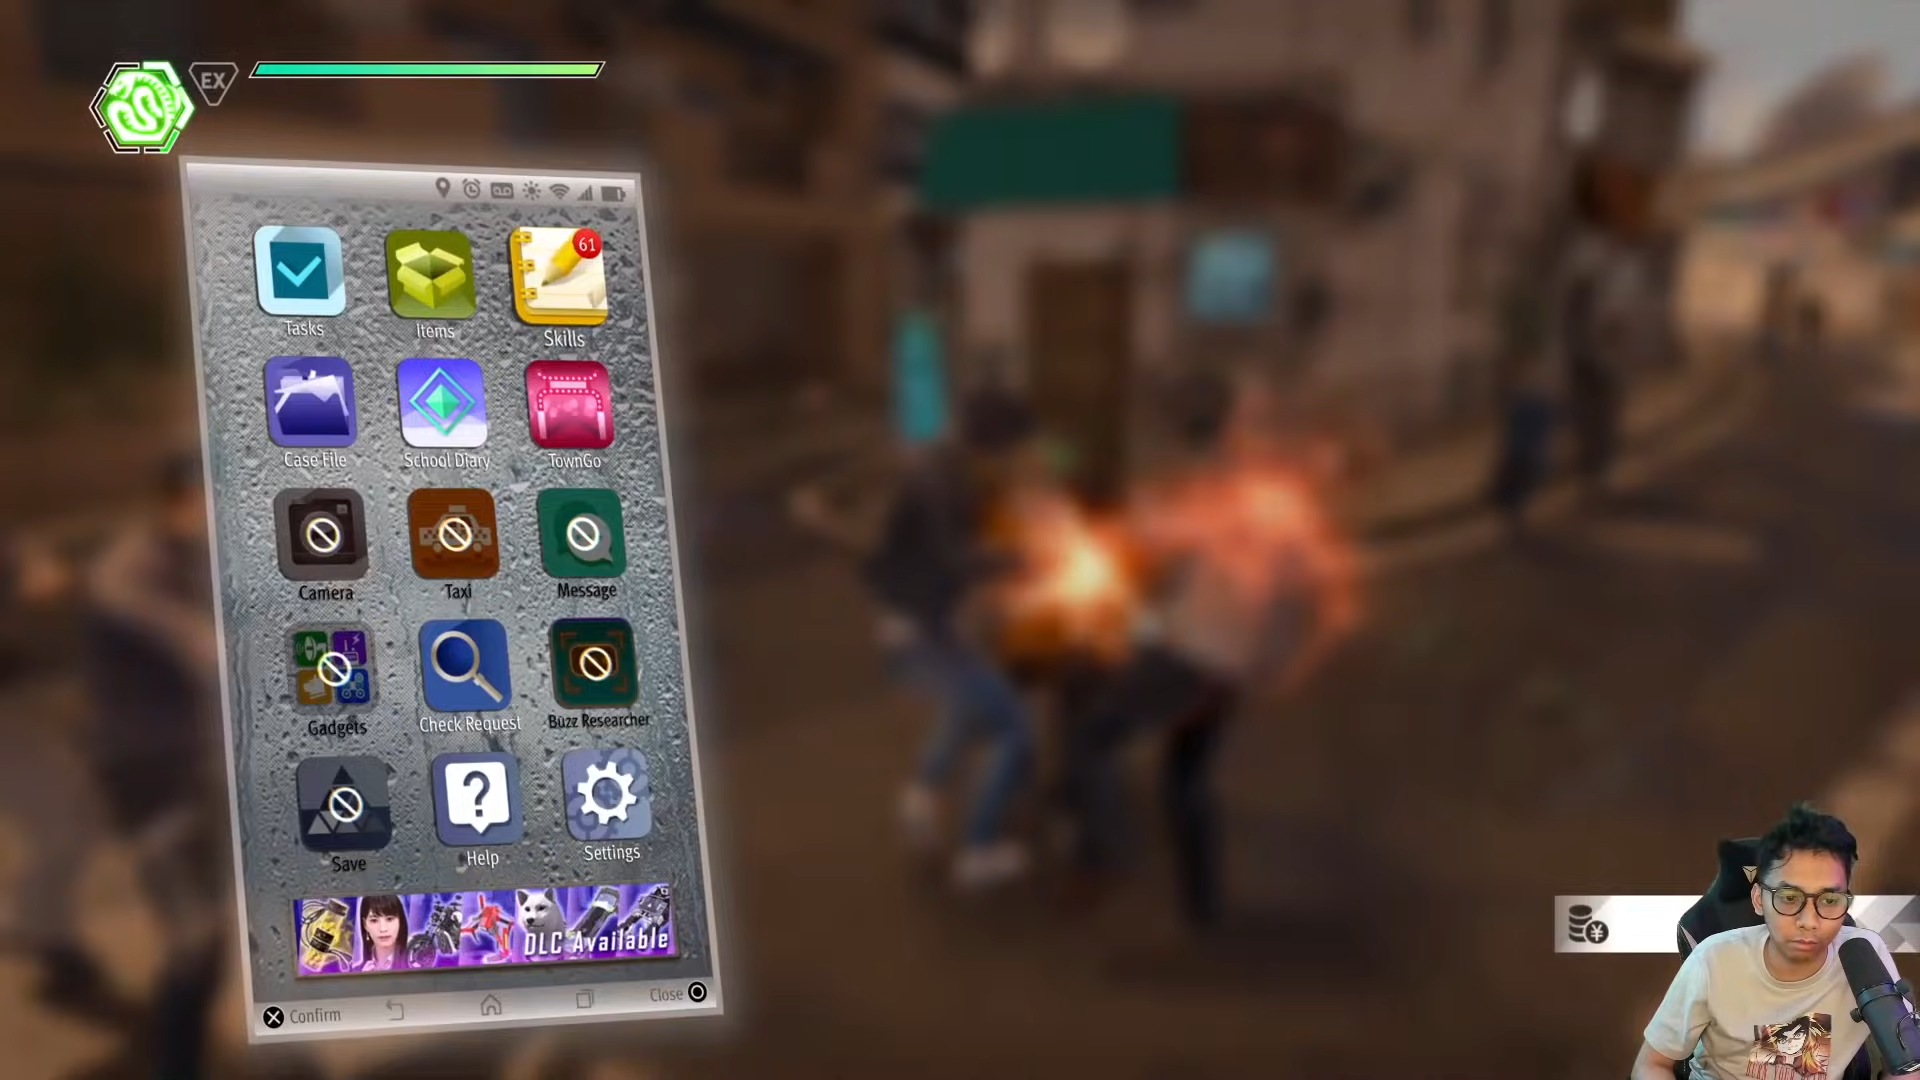 EX
61
Tasks
Items
Skills
Case File
School Diary
TownGo
Camera
Taxi
Message
Gadgets
Check Request
Buzz Researcher
Save
Help
Settings
DLC Available
Confirm
Close